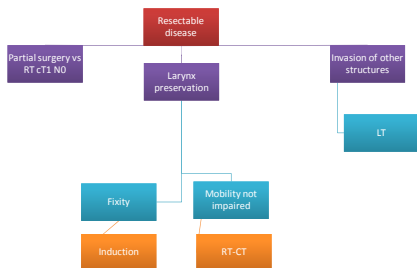 Resectable
disease
Partial surgery vs
RT cT1 N0
Larynx
preservation
Invasion of other
structures
LT
Fixity
Mobility not
impaired
Induction
RT-CT